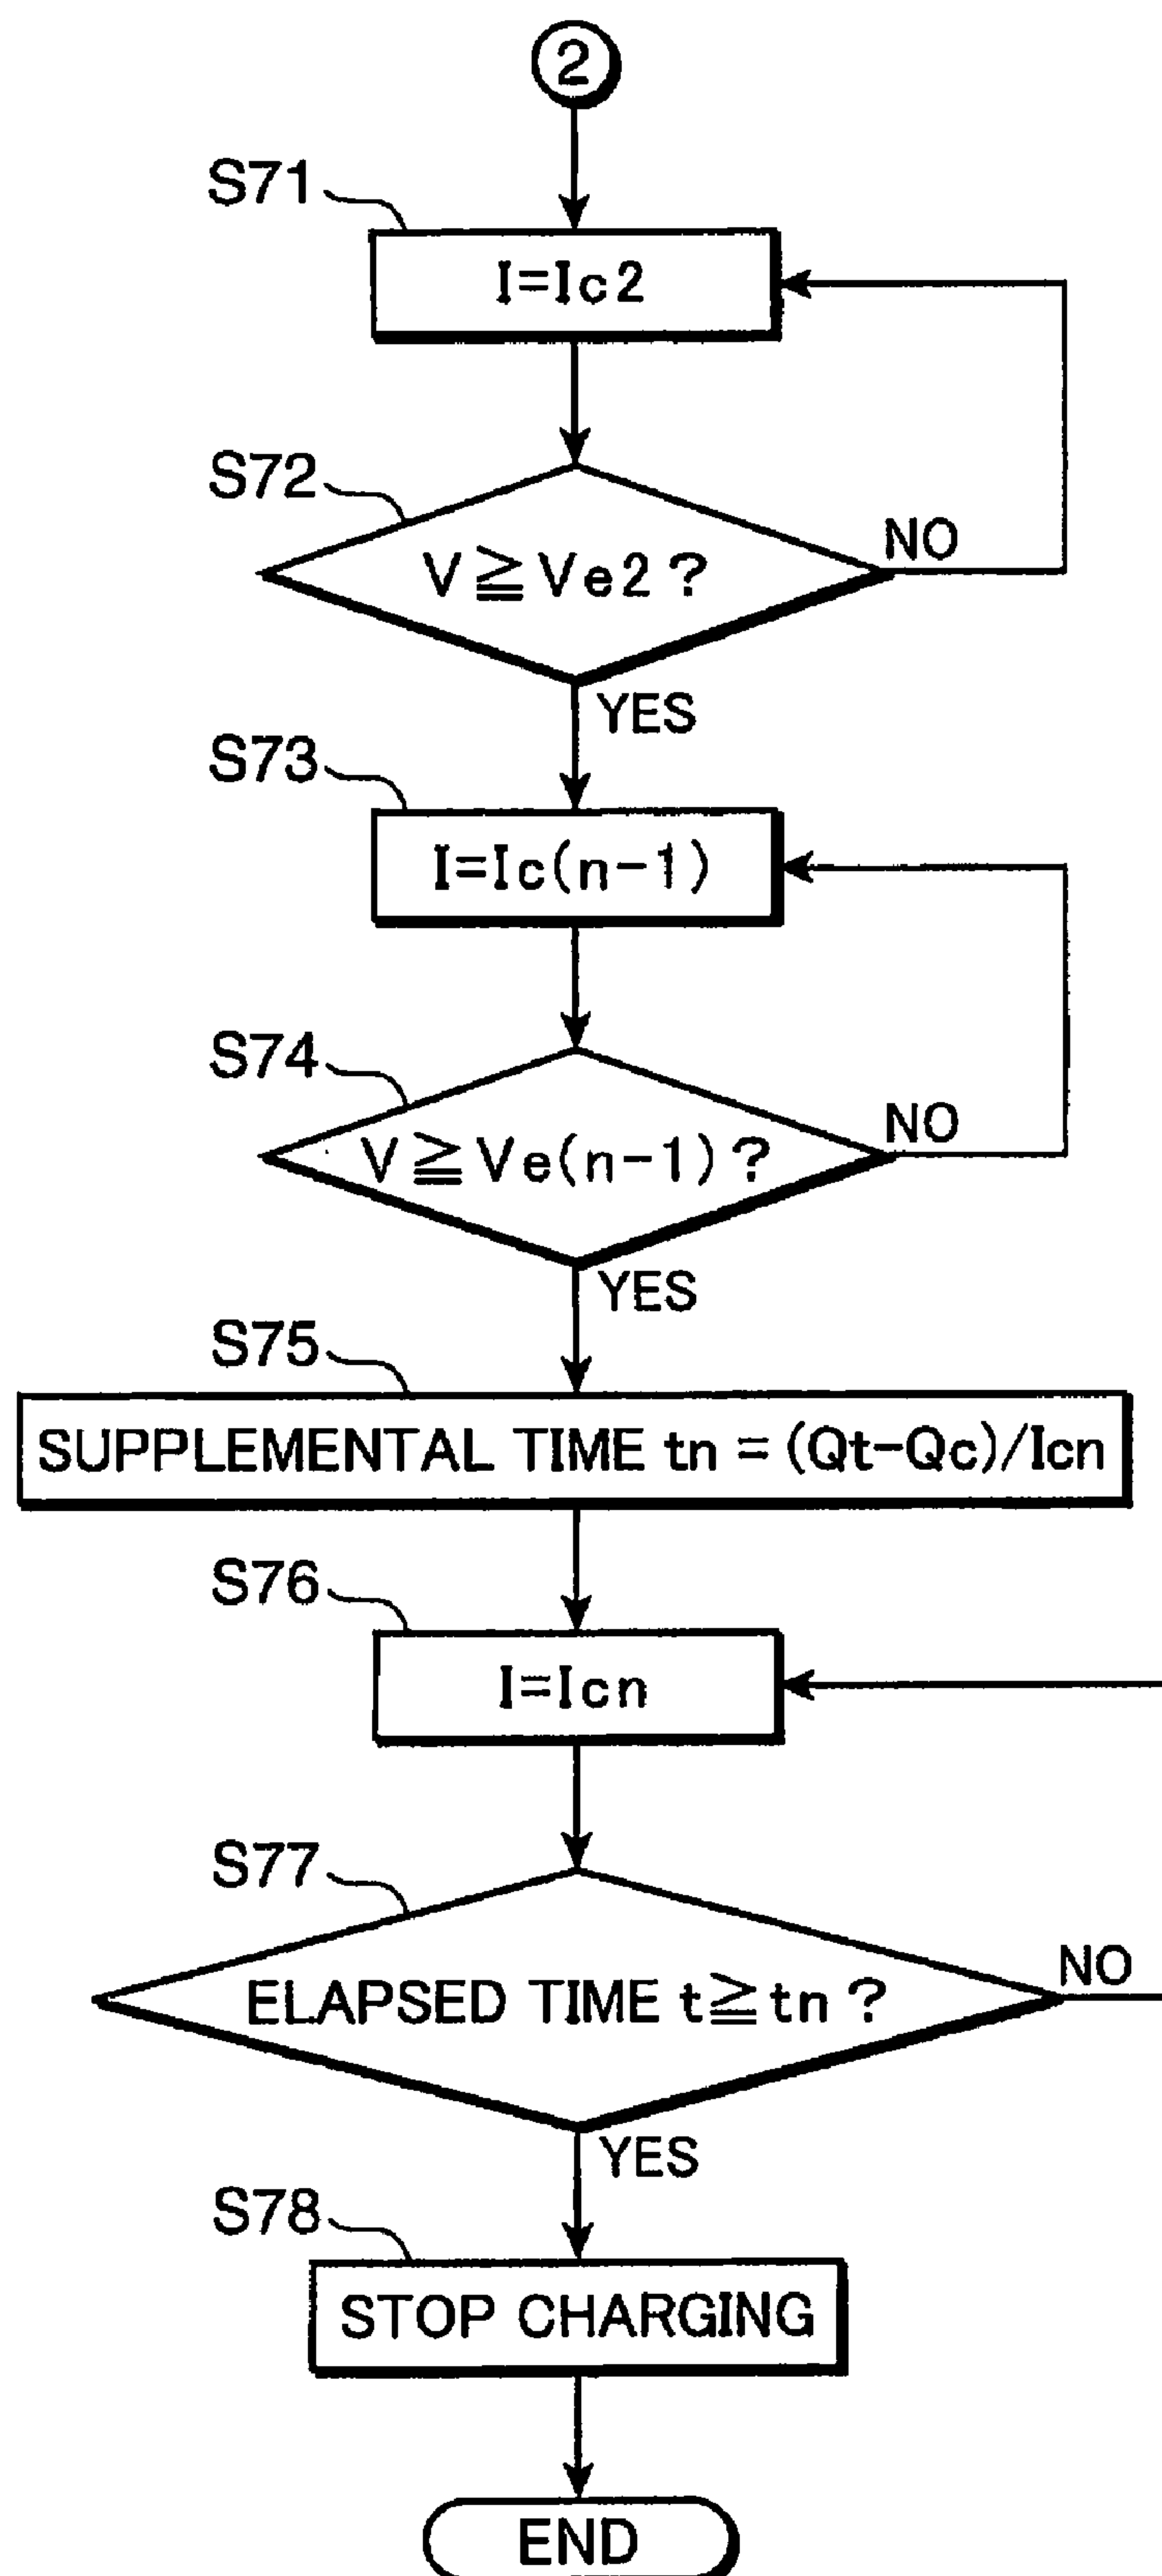 2
S71
I=Ic2
S72
V≧Ve2?
NO
YES
S73
I=Ic(n-1)
S74
V≧Ve(n-1)?
NO
YES
S75
SUPPLEMENTAL TIME tn = (Qt-Qc)/Icn
S76
I=Icn
S77
ELAPSED TIME t≧tn?
NO
YES
S78
STOP CHARGING
END